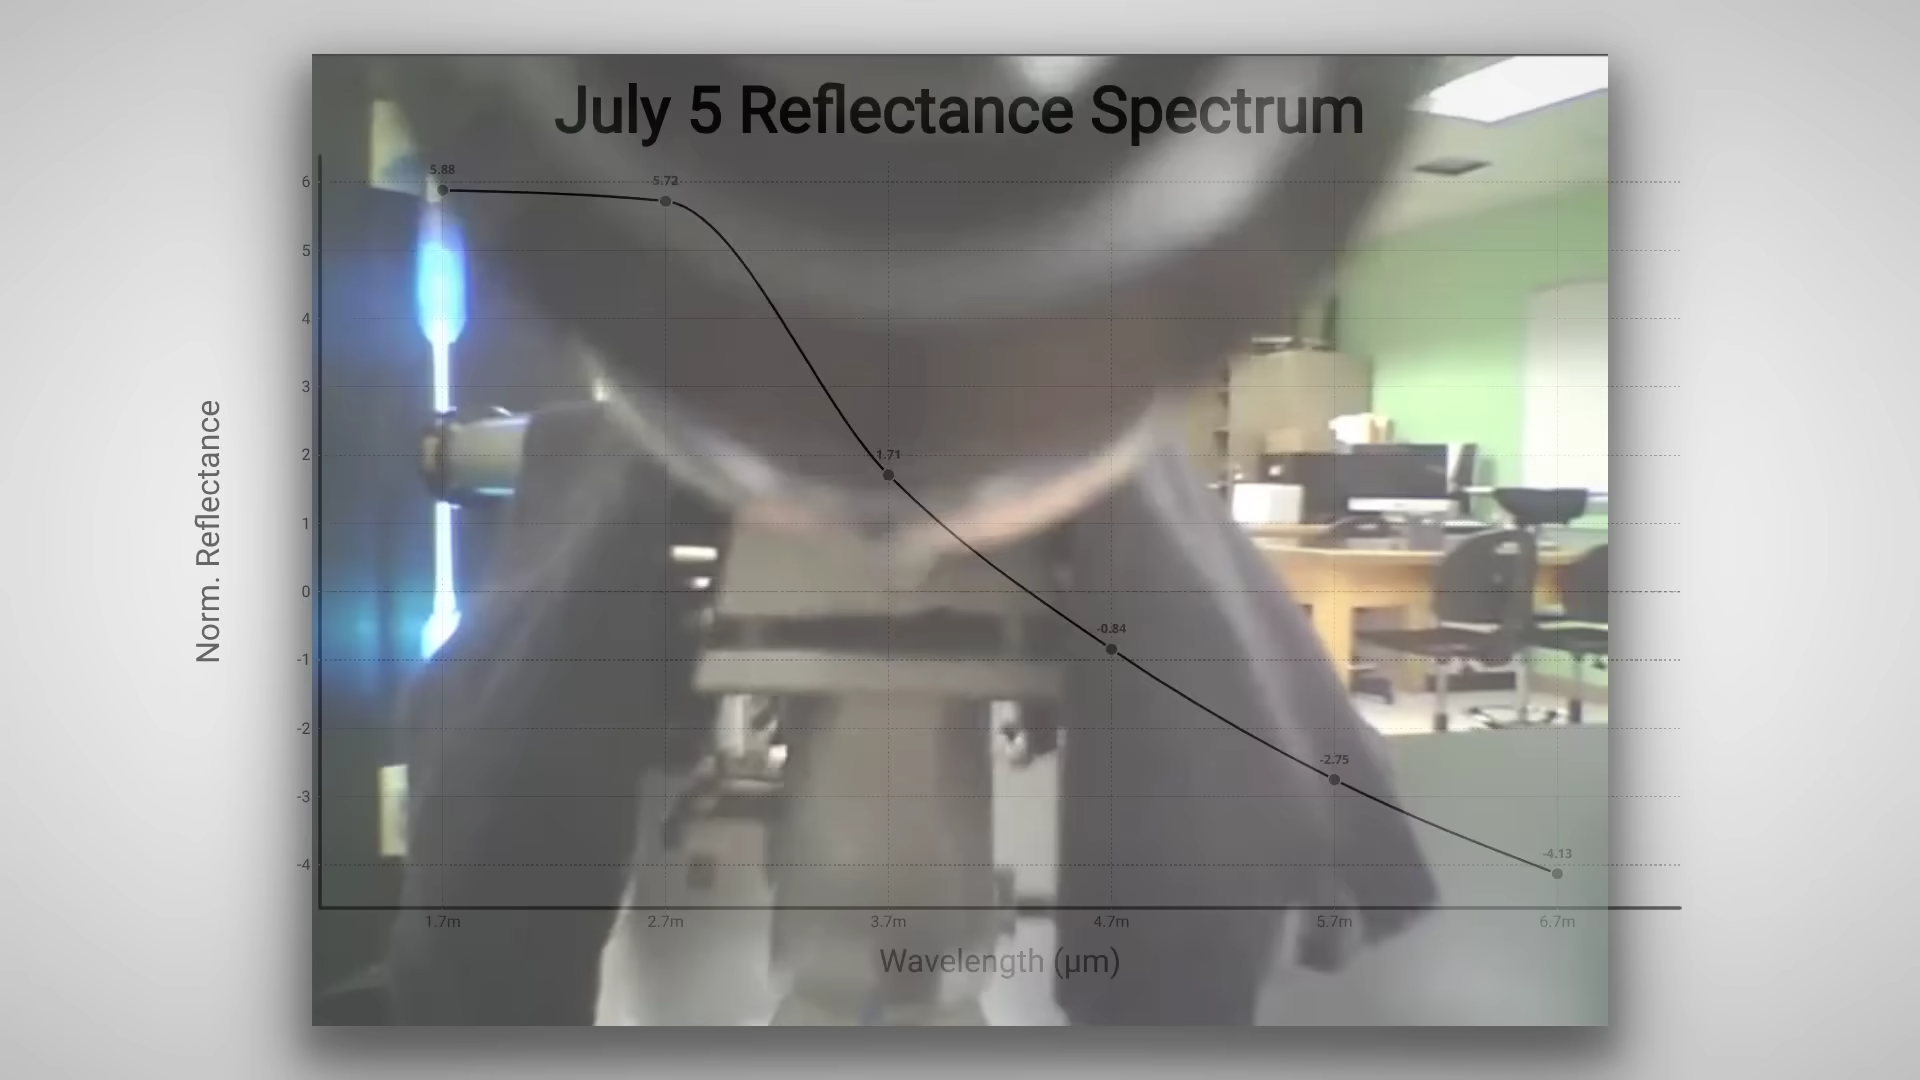 July 5 Reflectance Spectrum
Norm. Reflectance
6
5
4
3
2
1
0
-1
-2
-3
-4
5.88
5.72
1.71
-0.84
-2.75
-4.13
1.7m
2.7m
3.7m
4.7m
5.7m
6.7m
Wavelength (μm)